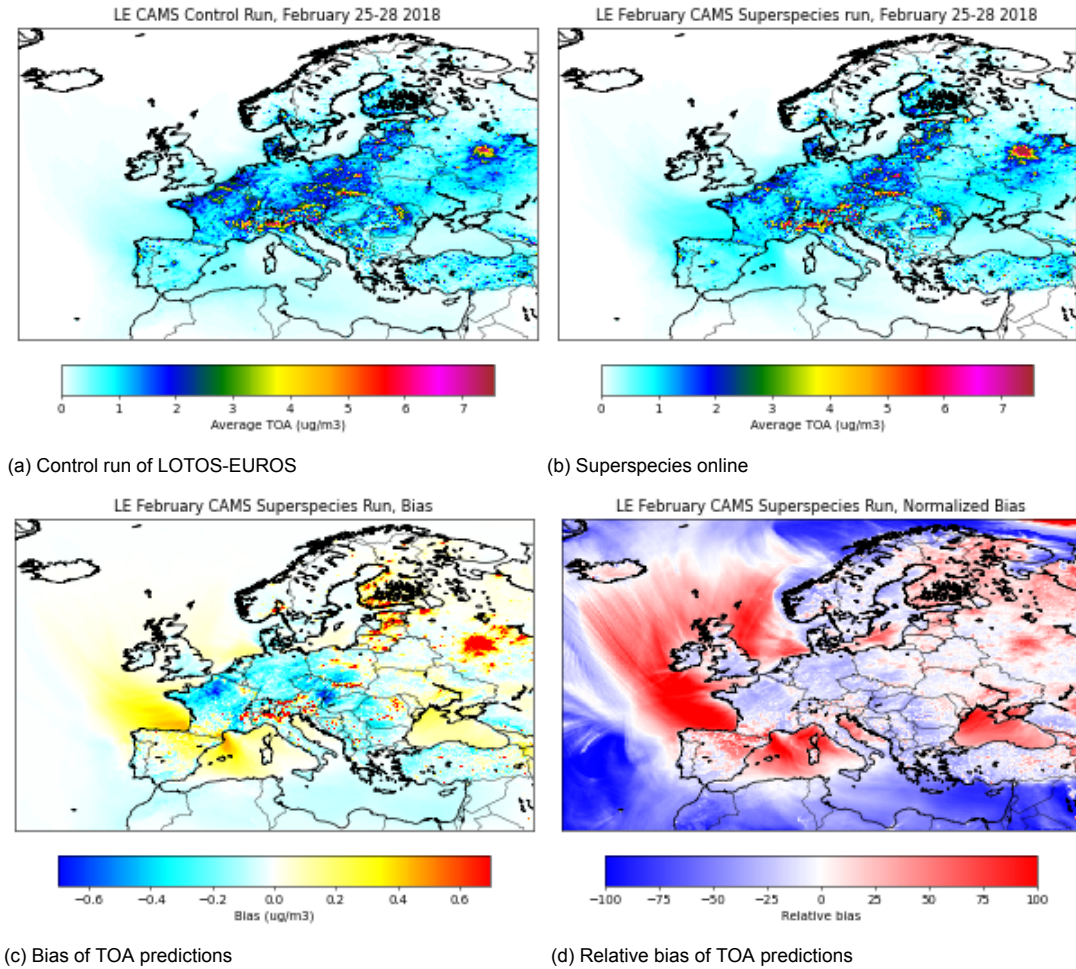 LE CAMS Control Run, February 25-28 2018
LE February CAMS Superspecies run, February 25-28 2018
0 1 2 3 4 5 6 7
Average TOA (ug/m3)
0 1 2 3 4 5 6 7
Average TOA (ug/m3)
(a) Control run of LOTOS-EUROS
(b) Superspecies online
LE February CAMS Superspecies Run, Bias
LE February CAMS Superspecies Run, Normalized Bias
−0.6 −0.4 −0.2 0.0 0.2 0.4 0.6
Bias (ug/m3)
−100 −75 −50 −25 0 25 50 75 100
Relative bias
(c) Bias of TOA predictions
(d) Relative bias of TOA predictions